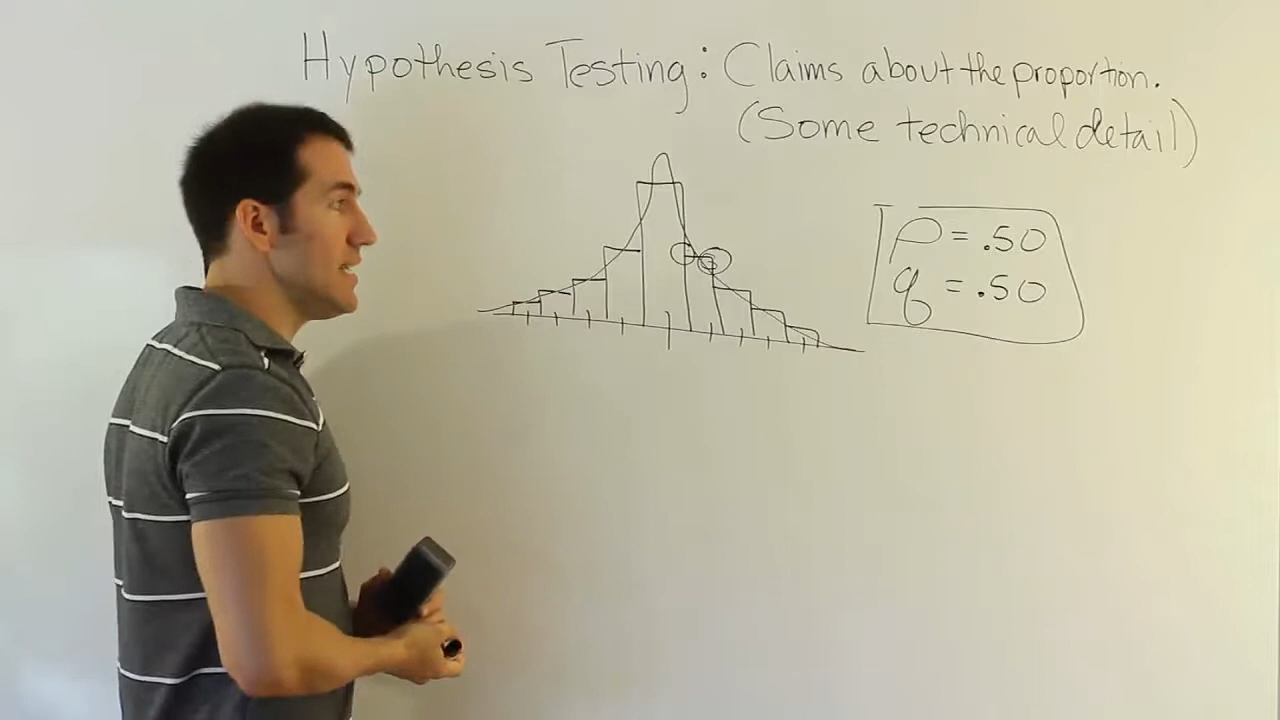 Hypothesis Testing: Claims about the proportion.
(Some technical detail)
p = .50
q = .50